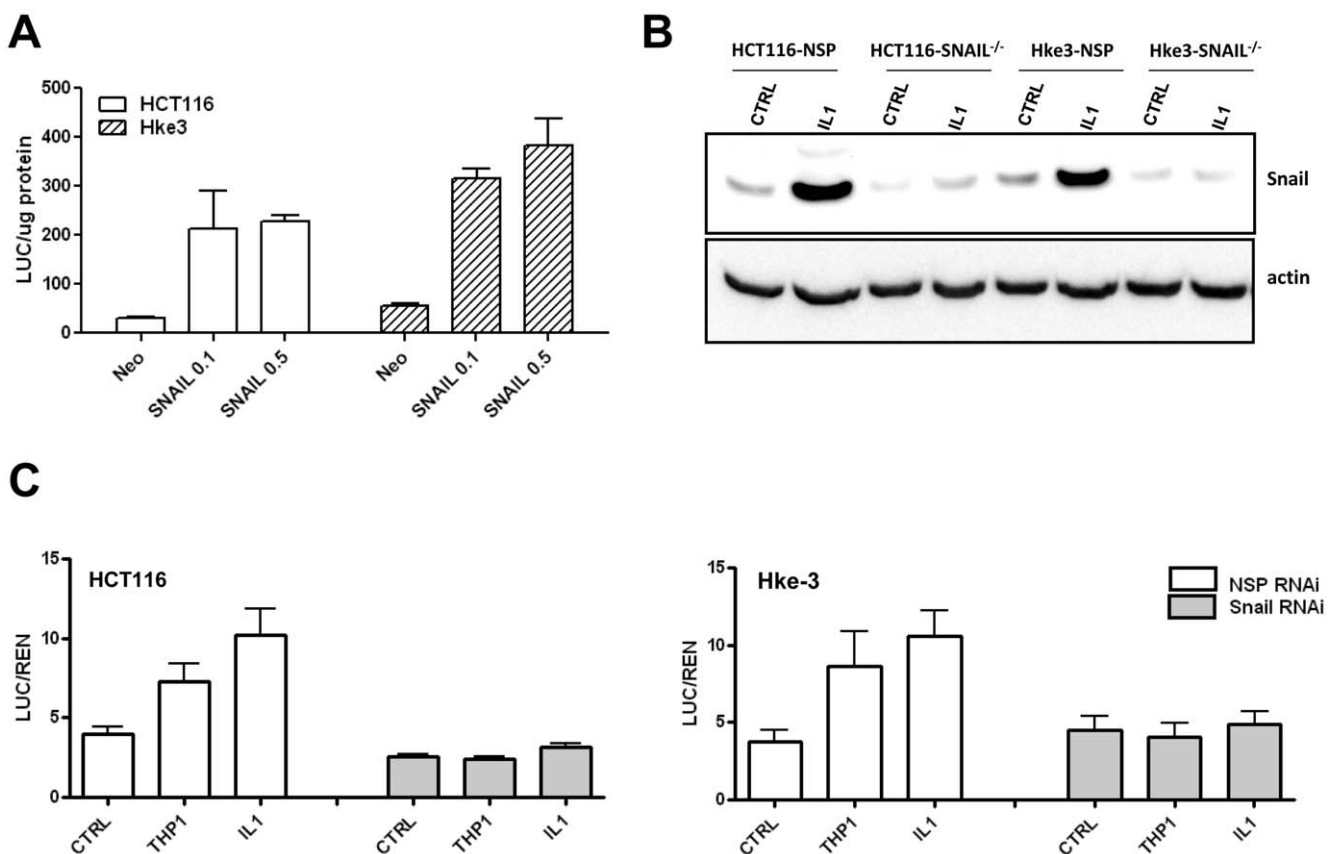 A
LUC/ug protein
500
400
300
200
100
0
HCT116
Hke3
Neo
SNAIL 0.1
SNAIL 0.5
Neo
SNAIL 0.1
SNAIL 0.5
B
HCT116-NSP
HCT116-SNAIL-/-
Hke3-NSP
Hke3-SNAIL-/-
CTRL
IL1
CTRL
IL1
CTRL
IL1
CTRL
IL1
Snail
actin
C
HCT116
LUC/REN
15
10
5
0
CTRL
THP1
IL1
CTRL
THP1
IL1
Hke-3
LUC/REN
15
10
5
0
CTRL
THP1
IL1
CTRL
THP1
IL1
NSP RNAi
Snail RNAi